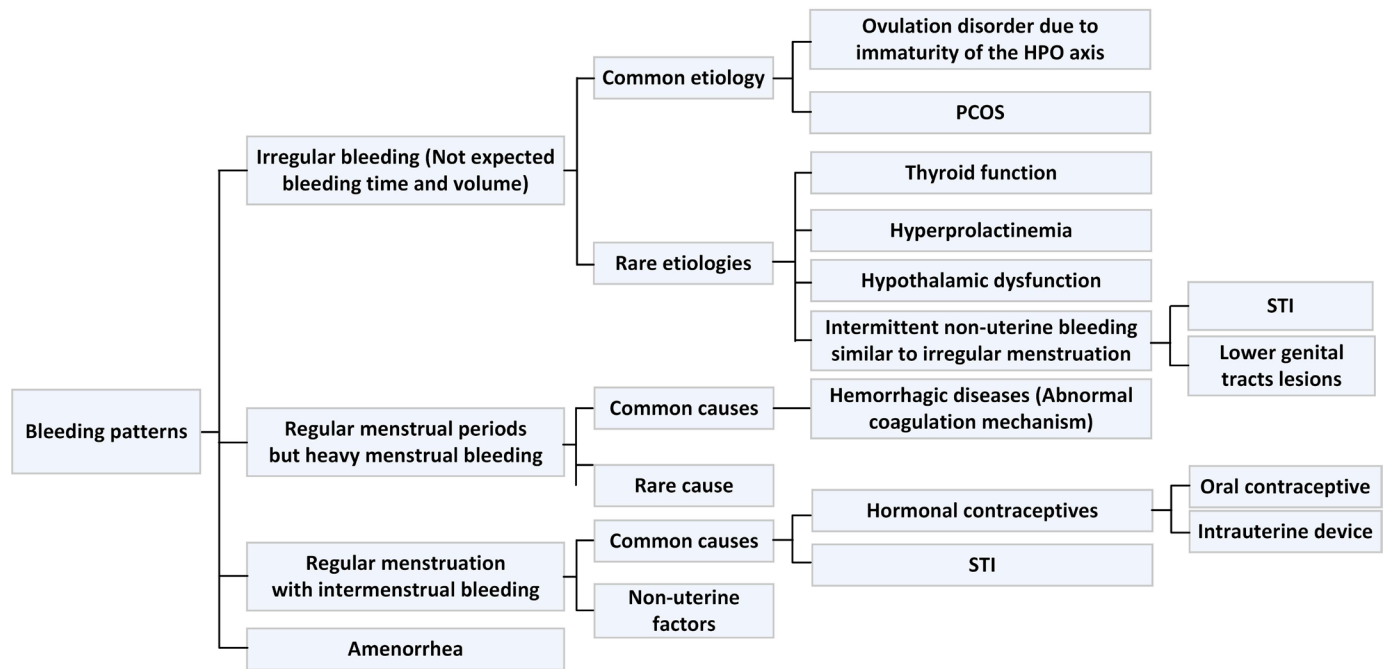 Bleeding patterns
Irregular bleeding (Not expected
bleeding time and volume)
Common etiology
Ovulation disorder due to
immaturity of the HPO axis
PCOS
Rare etiologies
Thyroid function
Hyperprolactinemia
Hypothalamic dysfunction
Intermittent non-uterine bleeding
similar to irregular menstruation
STI
Lower genital
tracts lesions
Regular menstrual periods
but heavy menstrual bleeding
Common causes
Hemorrhagic diseases (Abnormal
coagulation mechanism)
Rare cause
Regular menstruation
with intermenstrual bleeding
Common causes
Hormonal contraceptives
Oral contraceptive
Intrauterine device
STI
Non-uterine
factors
Amenorrhea